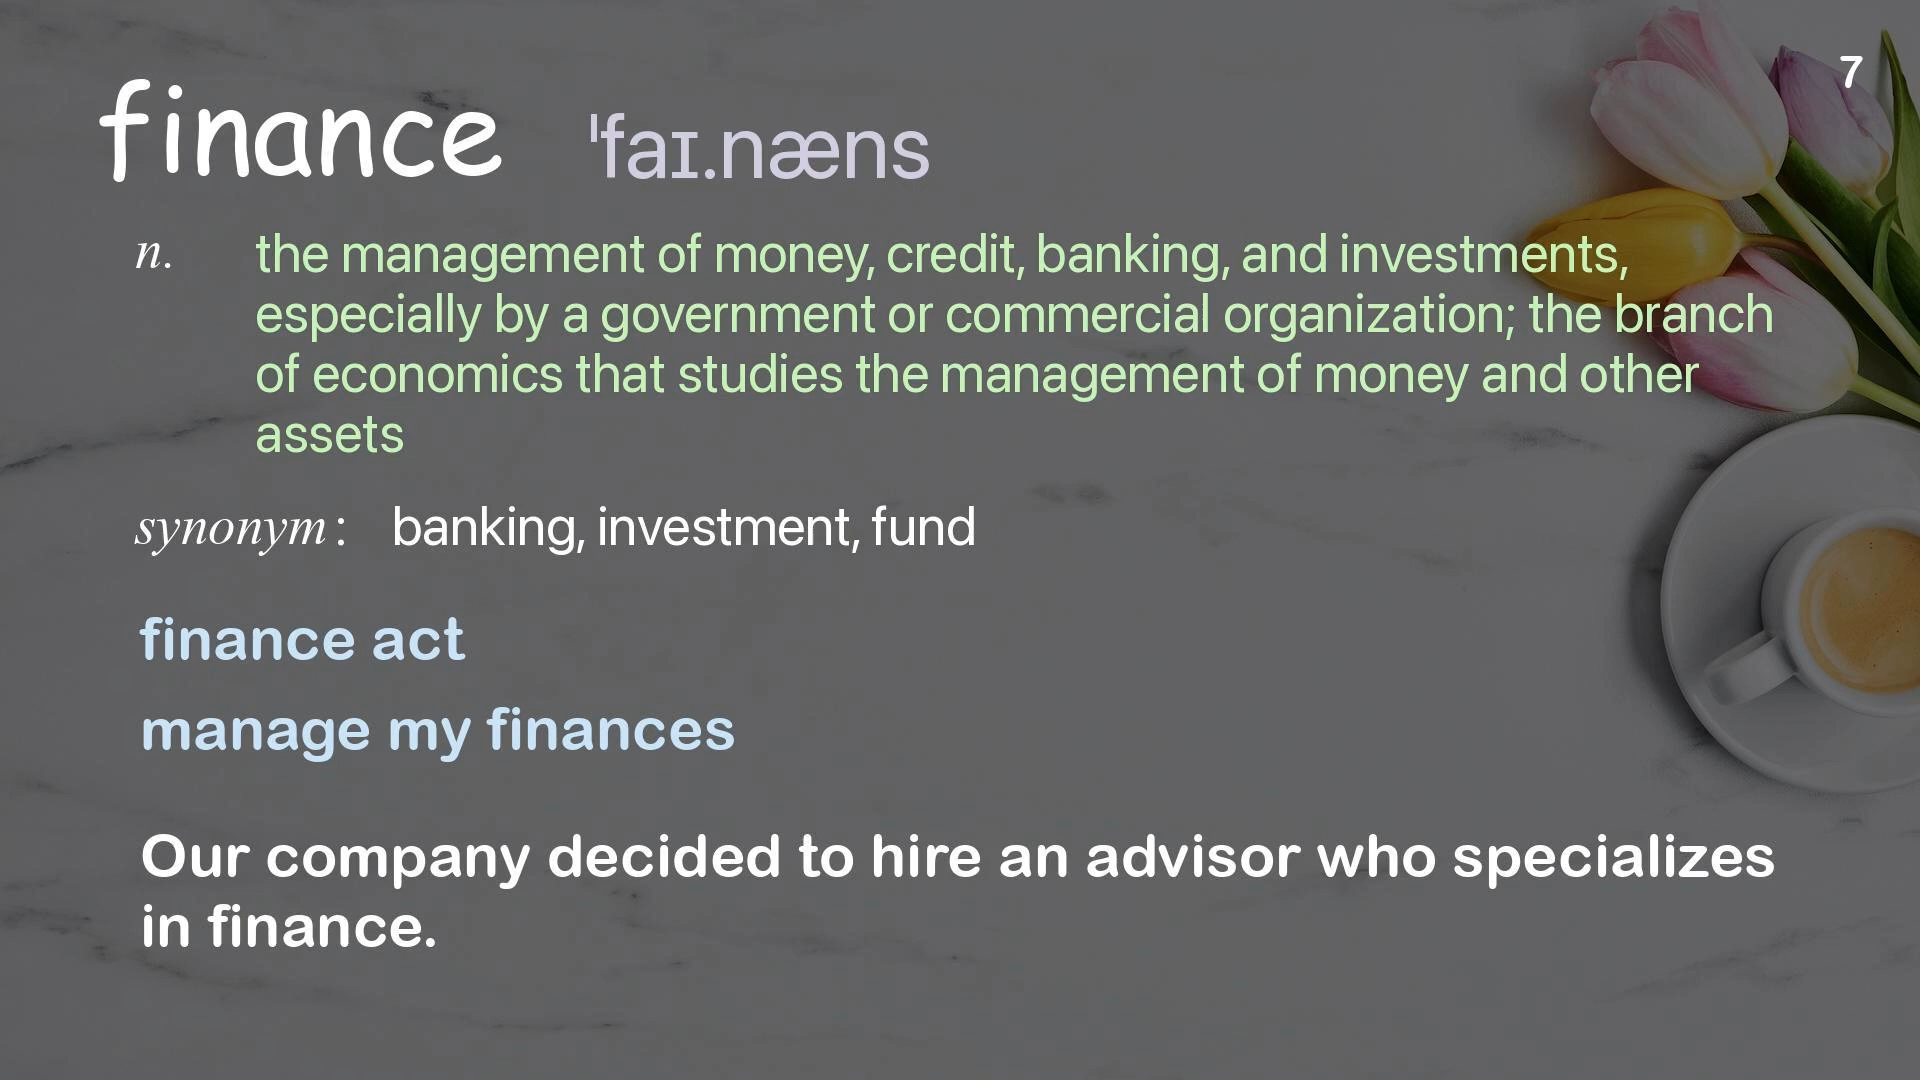 7
finance ˈfaɪ.næns
n. the management of money, credit, banking, and investments,
especially by a government or commercial organization; the branch
of economics that studies the management of money and other
assets
synonym: banking, investment, fund
finance act
manage my finances
Our company decided to hire an advisor who specializes
in finance.